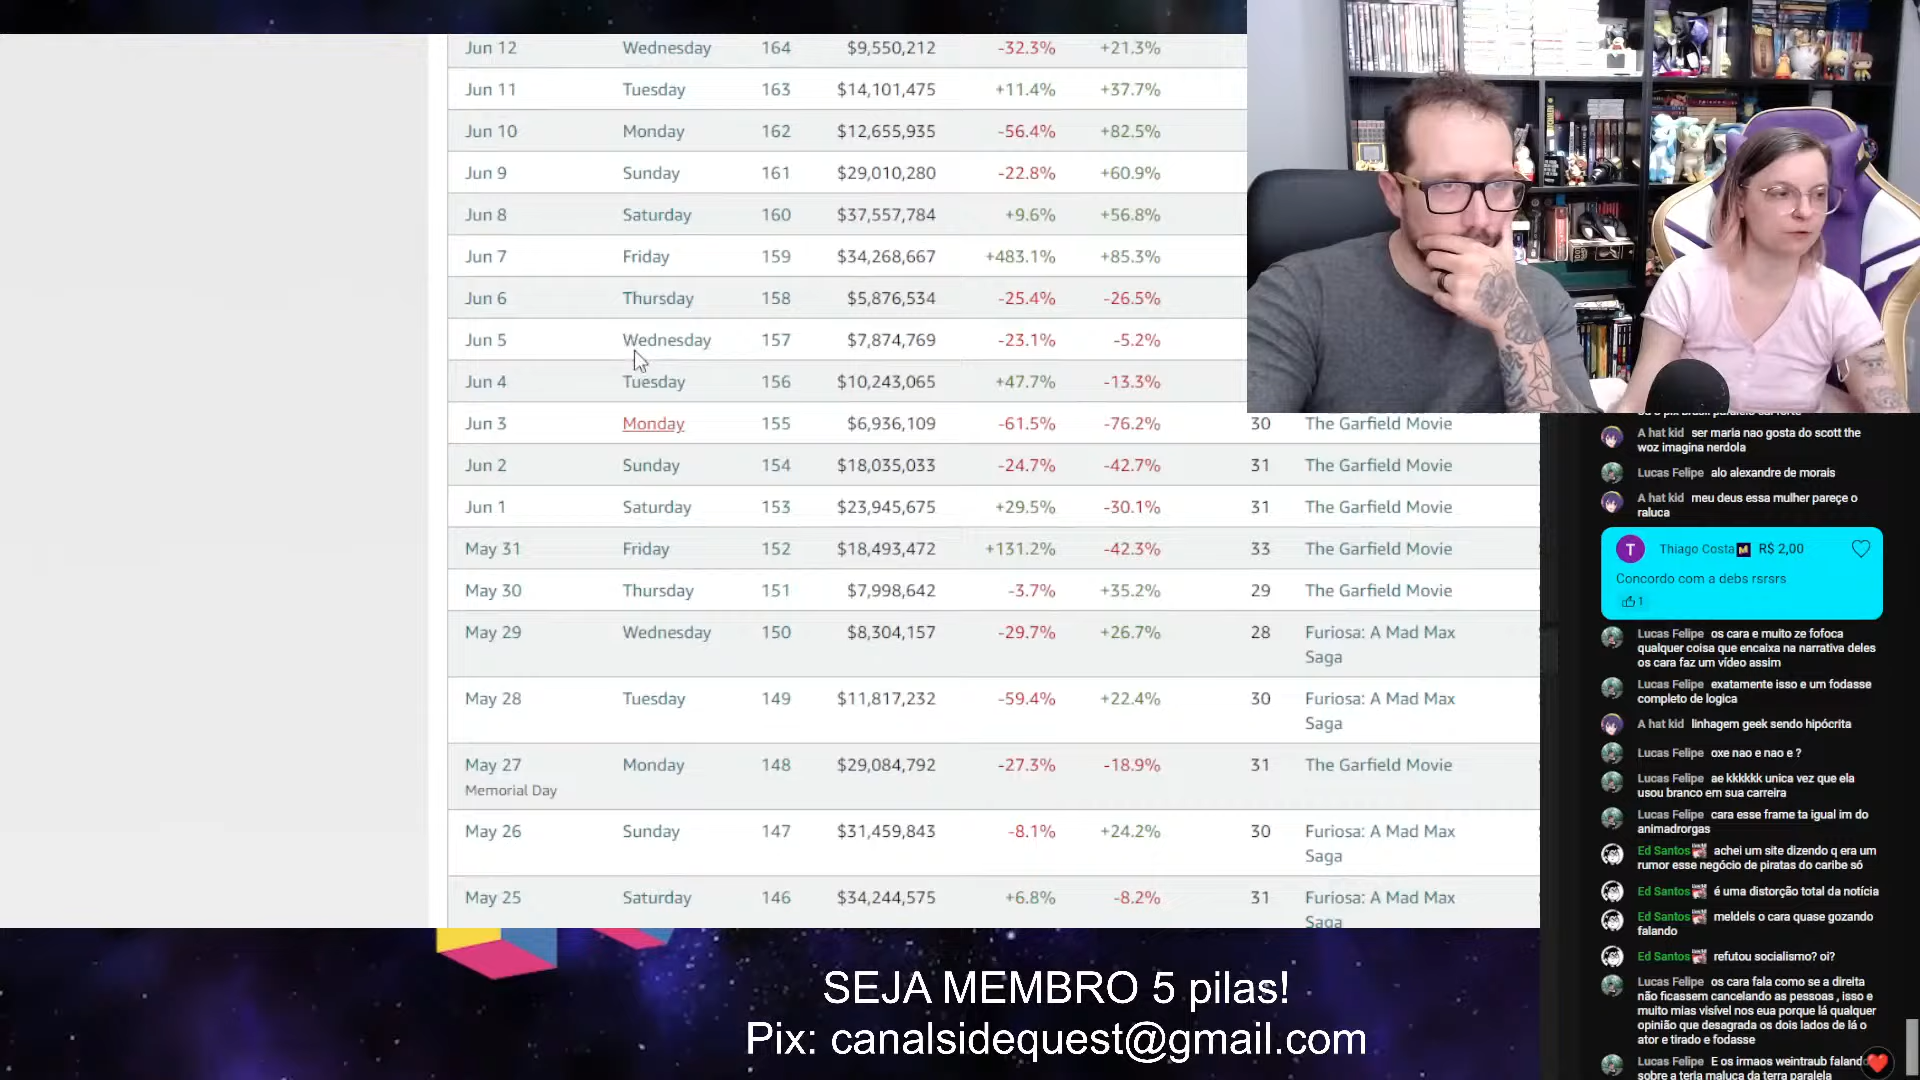 Jun 12 Wednesday 164 $9,550,212 -32.3% +21.3%
Jun 11 Tuesday 163 $14,101,475 +11.4% +37.7%
Jun 10 Monday 162 $12,655,935 -56.4% +82.5%
Jun 9 Sunday 161 $29,010,280 -22.8% +60.9%
Jun 8 Saturday 160 $37,557,784 +9.6% +56.8%
Jun 7 Friday 159 $34,268,667 +483.1% +85.3%
Jun 6 Thursday 158 $5,876,534 -25.4% -26.5%
Jun 5 Wednesday 157 $7,874,769 -23.1% -5.2%
Jun 4 Tuesday 156 $10,243,065 +47.7% -13.3%
Jun 3 Monday 155 $6,936,109 -61.5% -76.2% 30 The Garfield Movie
Jun 2 Sunday 154 $18,035,033 -24.7% -42.7% 31 The Garfield Movie
Jun 1 Saturday 153 $23,945,675 +29.5% -30.1% 31 The Garfield Movie
May 31 Friday 152 $18,493,472 +131.2% -42.3% 33 The Garfield Movie
May 30 Thursday 151 $7,998,642 -3.7% +35.2% 29 The Garfield Movie
May 29 Wednesday 150 $8,304,157 -29.7% +26.7% 28 Furiosa: A Mad Max
Saga
May 28 Tuesday 149 $11,817,232 -59.4% +22.4% 30 Furiosa: A Mad Max
Saga
May 27 Monday 148 $29,084,792 -27.3% -18.9% 31 The Garfield Movie
Memorial Day
May 26 Sunday 147 $31,459,843 -8.1% +24.2% 30 Furiosa: A Mad Max
Saga
May 25 Saturday 146 $34,244,575 +6.8% -8.2% 31 Furiosa: A Mad Max
Saga
A hat kid ser maria nao gosta do scott the
woz imagina nerdola
Lucas Felipe alo alexandre de morais
A hat kid meu deus essa mulher pareçe o
raluca
T Thiago Costa R$ 2,00
Concordo com a debs rsrsrs
1
Lucas Felipe os cara e muito ze fofoca
qualquer coisa que encaixa na narrativa deles
os cara faz um vídeo assim
Lucas Felipe exatamente isso e um fodasse
completo de logica
A hat kid linhagem geek sendo hipócrita
Lucas Felipe oxe nao e nao e ?
Lucas Felipe ae kkkkkk unica vez que ela
usou branco em sua carreira
Lucas Felipe cara esse frame ta igual im do
animadrorgas
Ed Santos achei um site dizendo q era um
rumor esse negócio de piratas do caribe só
Ed Santos é uma distorção total da notícia
Ed Santos meldels o cara quase gozando
falando
Ed Santos refutou socialismo? oi?
Lucas Felipe os cara fala como se a direita
não ficassem cancelando as pessoas , isso e
muito mias visível nos eua porque lá qualquer
opinião que desagrada os dois lados de lá o
ator e tirado e fodasse
Lucas Felipe E os irmaos weintraub faland
sobre a teria maluca da terra paralela
SEJA MEMBRO 5 pilas!
Pix: canalsidequest@gmail.com